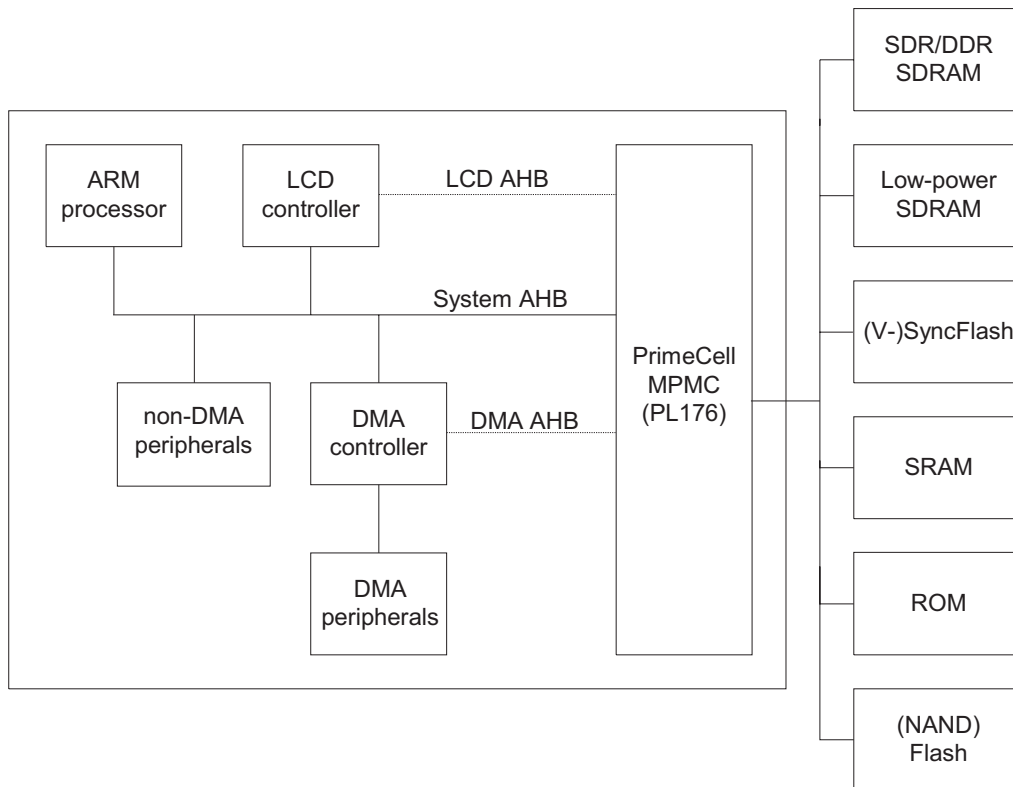 SDR/DDR
SDRAM
ARM
processor
LCD
controller
LCD AHB
Low-power
SDRAM
System AHB
(V-)SyncFlash
PrimeCell
MPMC
(PL176)
non-DMA
peripherals
DMA
controller
DMA AHB
SRAM
DMA
peripherals
ROM
(NAND)
Flash